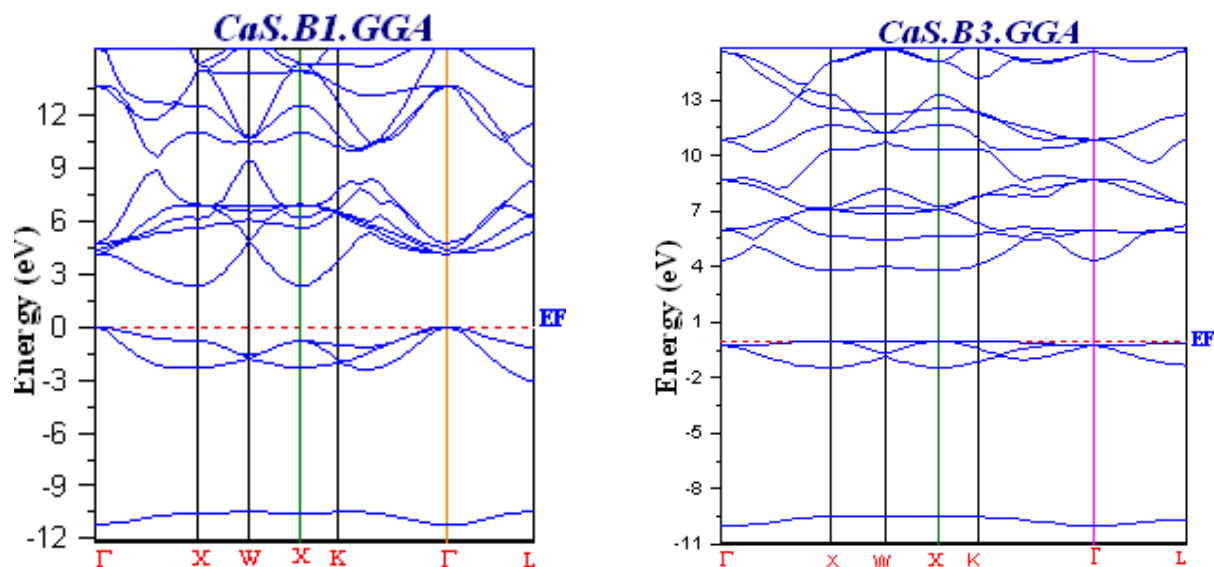 CaS.B1.GGA
Energy (eV)
12
9
6
3
0
-3
-6
-9
-12
EF
Γ X W X K Γ L
CaS.B3.GGA
Energy (eV)
13
10
7
4
1
-2
-5
-8
-11
EF
Γ X W X K Γ L